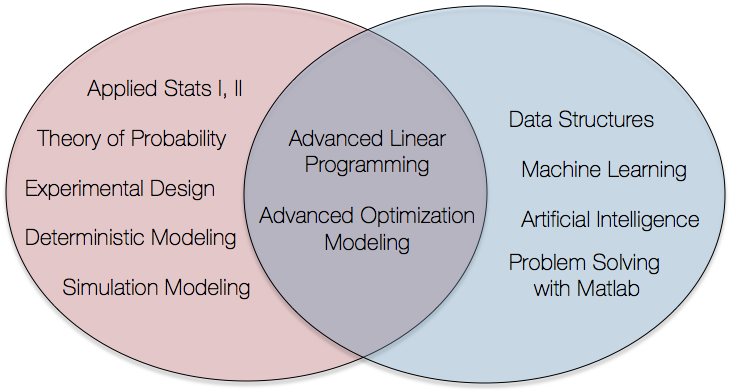 Applied Stats I, II
Theory of Probability
Experimental Design
Deterministic Modeling
Simulation Modeling
Advanced Linear
Programming
Advanced Optimization
Modeling
Data Structures
Machine Learning
Artificial Intelligence
Problem Solving
with Matlab